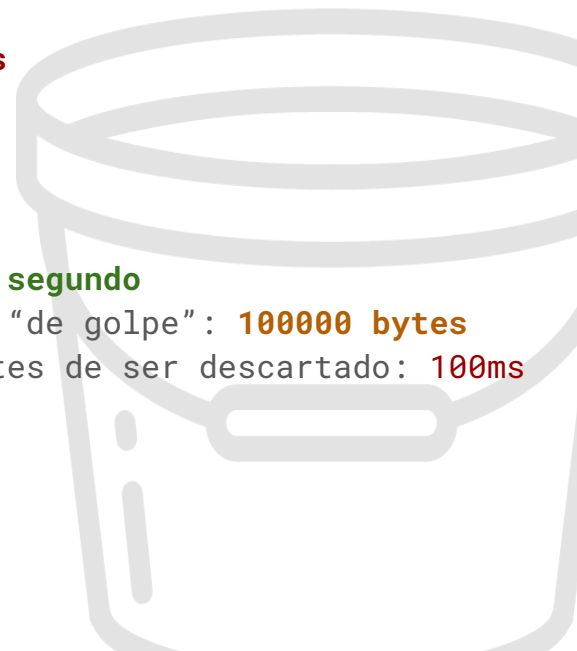 s
segundo
“de golpe”: 100000 bytes
tes de ser descartado: 100ms